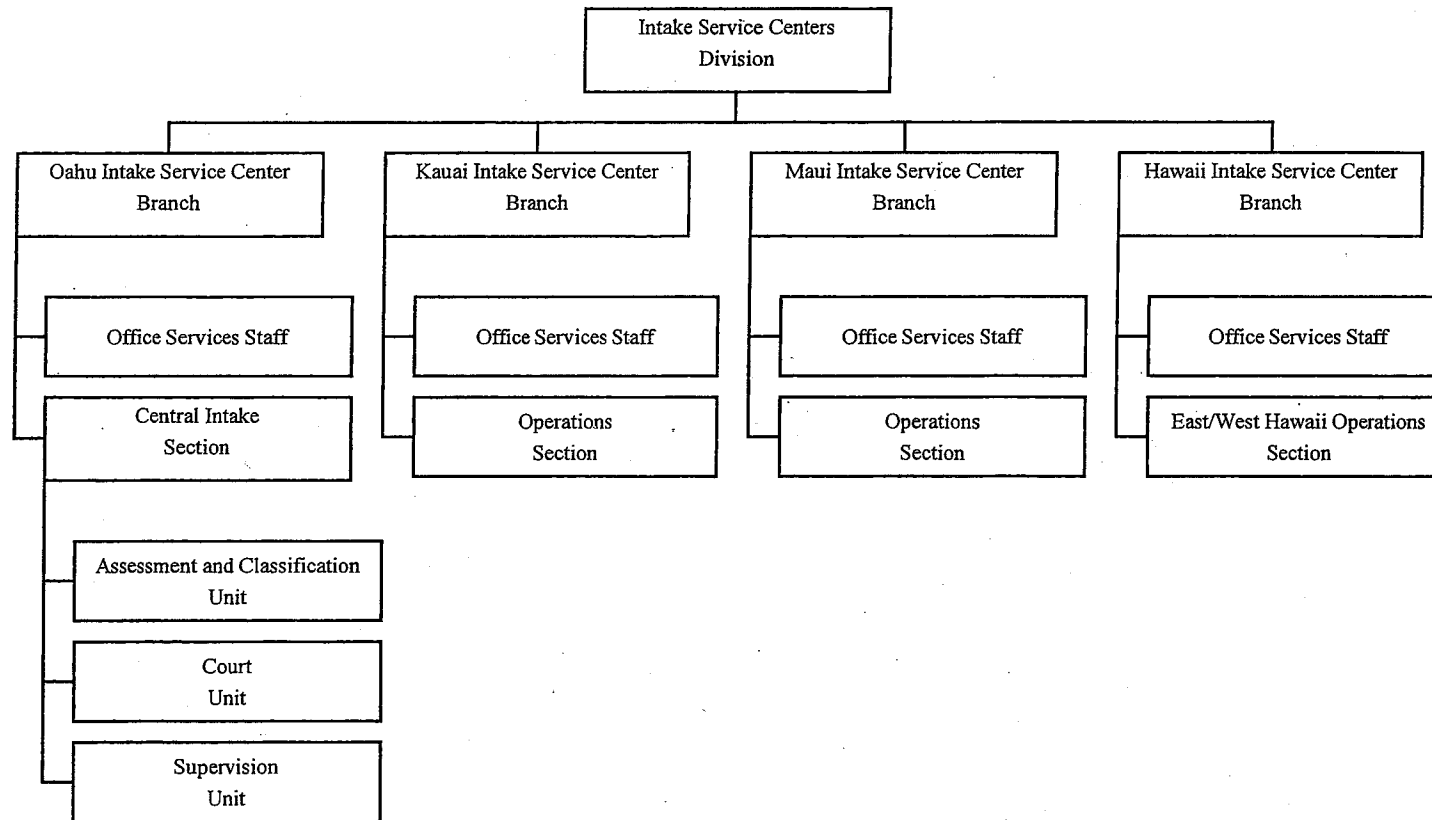 Intake Service Centers
Division
Oahu Intake Service Center
Branch
Kauai Intake Service Center
Branch
Maui Intake Service Center
Branch
Hawaii Intake Service Center
Branch
Office Services Staff
Office Services Staff
Office Services Staff
Office Services Staff
Central Intake
Section
Operations
Section
Operations
Section
East/West Hawaii Operations
Section
Assessment and Classification
Unit
Court
Unit
Supervision
Unit